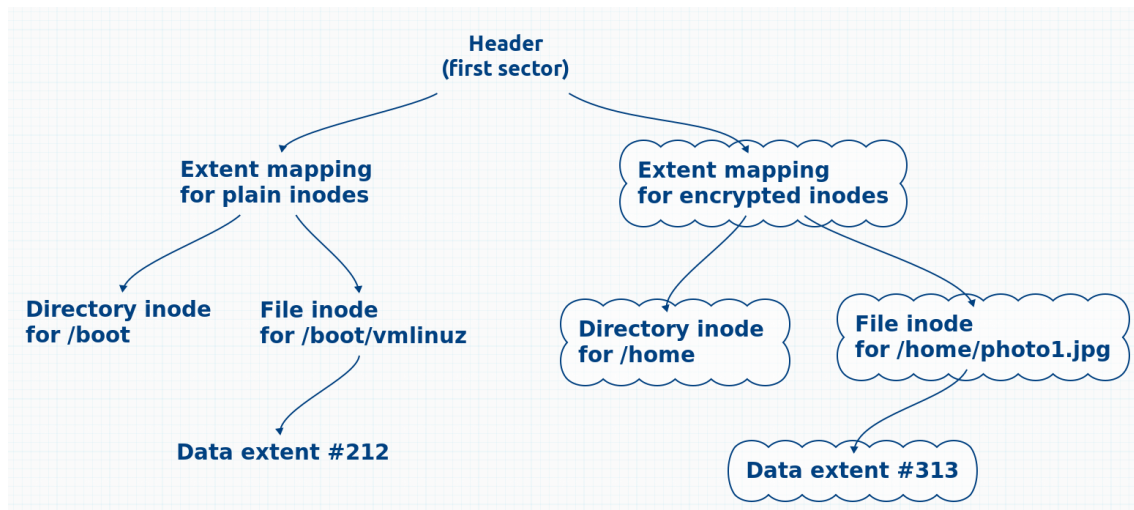 Header
(first sector)
Extent mapping
for plain inodes
Extent mapping
for encrypted inodes
Directory inode
for /boot
File inode
for /boot/vmlinuz
Directory inode
for /home
File inode
for /home/photo1.jpg
Data extent #212
Data extent #313